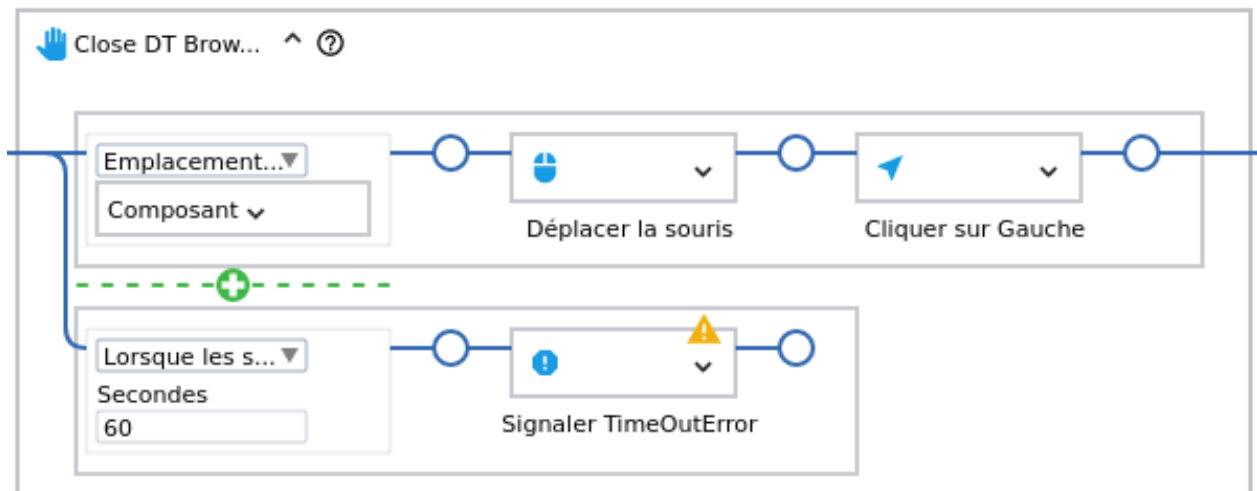 Close DT Brow...
Emplacement...
Composant
Déplacer la souris
Cliquer sur Gauche
Lorsque les s...
Secondes
60
Signaler TimeOutError